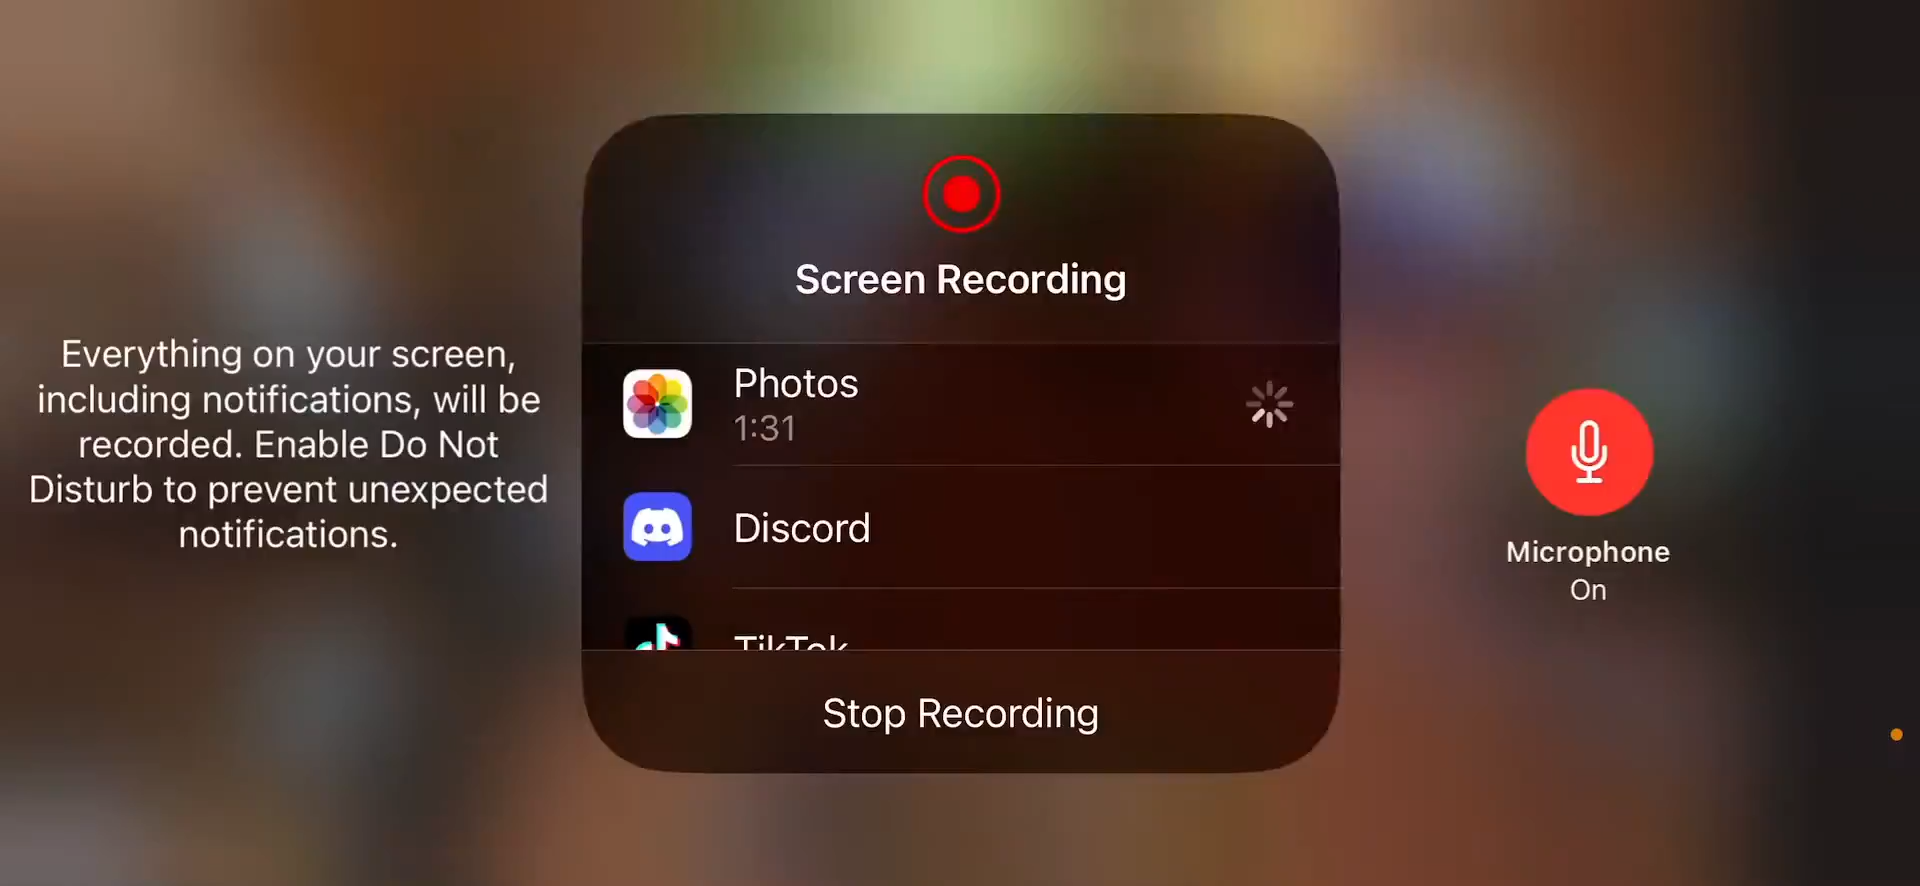 Screen Recording
Everything on your screen,
including notifications, will be
recorded. Enable Do Not
Disturb to prevent unexpected
notifications.
Photos
1:31
Discord
TikTok
Stop Recording
Microphone
On